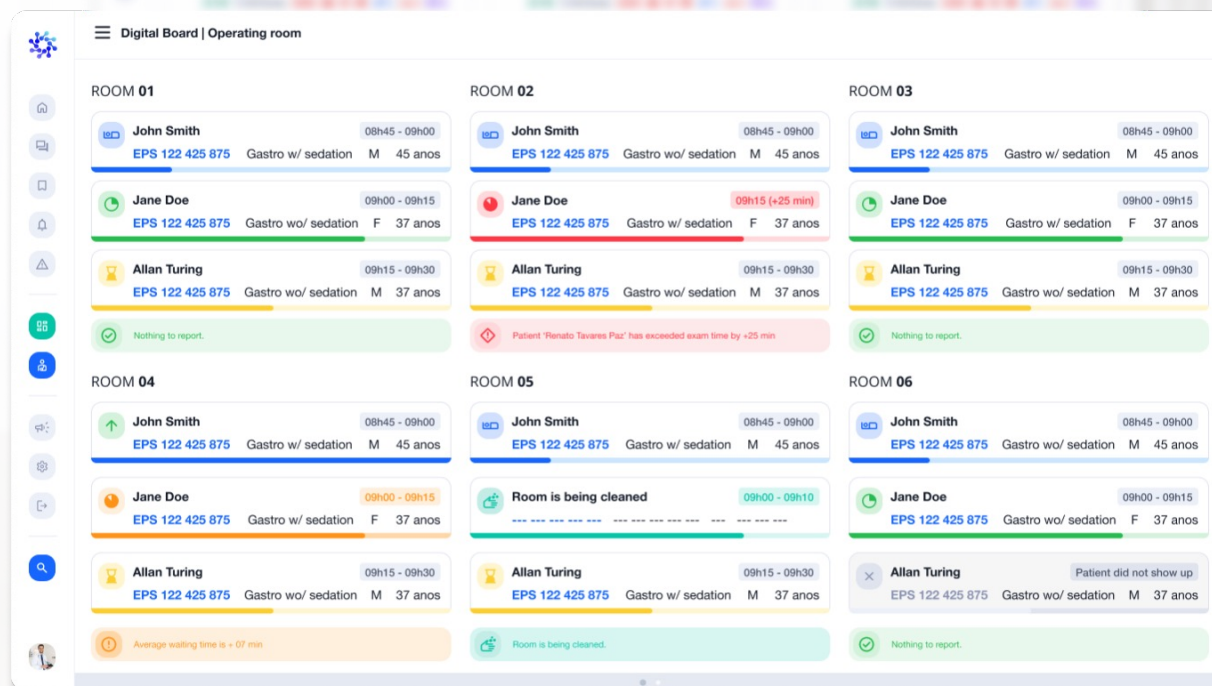 Digital Board | Operating room
ROOM 01
John Smith 08h45 - 09h00
EPS 122 425 875 Gastro w/ sedation M 45 anos
Jane Doe 09h00 - 09h15
EPS 122 425 875 Gastro wo/ sedation F 37 anos
Allan Turing 09h15 - 09h30
EPS 122 425 875 Gastro wo/ sedation M 37 anos
Nothing to report.
ROOM 02
John Smith 08h45 - 09h00
EPS 122 425 875 Gastro wo/ sedation M 45 anos
Jane Doe 09h15 (+25 min)
EPS 122 425 875 Gastro w/ sedation F 37 anos
Allan Turing 09h15 - 09h30
EPS 122 425 875 Gastro wo/ sedation M 37 anos
Patient 'Renato Tavares Paz' has exceeded exam time by +25 min
ROOM 03
John Smith 08h45 - 09h00
EPS 122 425 875 Gastro w/ sedation M 45 anos
Jane Doe 09h00 - 09h15
EPS 122 425 875 Gastro w/ sedation F 37 anos
Allan Turing 09h15 - 09h30
EPS 122 425 875 Gastro wo/ sedation M 37 anos
Nothing to report.
ROOM 04
John Smith 08h45 - 09h00
EPS 122 425 875 Gastro w/ sedation M 45 anos
Jane Doe 09h00 - 09h15
EPS 122 425 875 Gastro w/ sedation F 37 anos
Allan Turing 09h15 - 09h30
EPS 122 425 875 Gastro wo/ sedation M 37 anos
Average waiting time is + 07 min
ROOM 05
John Smith 08h45 - 09h00
EPS 122 425 875 Gastro w/ sedation M 45 anos
Room is being cleaned 09h00 - 09h10
--- --- --- --- --- --- --- --- --- --- --- --- --- --- ---
Allan Turing 09h15 - 09h30
EPS 122 425 875 Gastro w/ sedation M 37 anos
Room is being cleaned.
ROOM 06
John Smith 08h45 - 09h00
EPS 122 425 875 Gastro wo/ sedation M 45 anos
Jane Doe 09h00 - 09h15
EPS 122 425 875 Gastro wo/ sedation F 37 anos
Allan Turing Patient did not show up
EPS 122 425 875 Gastro wo/ sedation M 37 anos
Nothing to report.